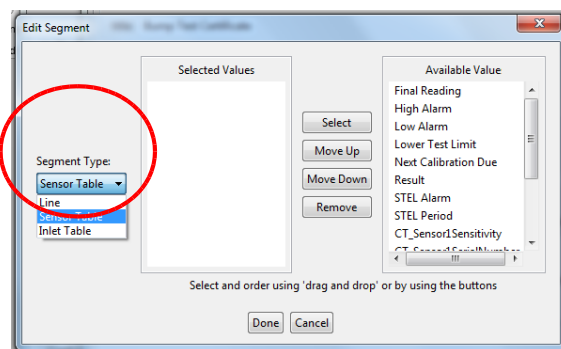 Edit Segment
Selected Values
Available Value
Final Reading
High Alarm
Low Alarm
Lower Test Limit
Next Calibration Due
Result
STEL Alarm
STEL Period
CT_Sensor1Sensitivity
CT_Sensor1SerialNumber
Select
Move Up
Move Down
Remove
Segment Type:
Sensor Table
Line
Sensor Table
Inlet Table
Select and order using 'drag and drop' or by using the buttons
Done
Cancel